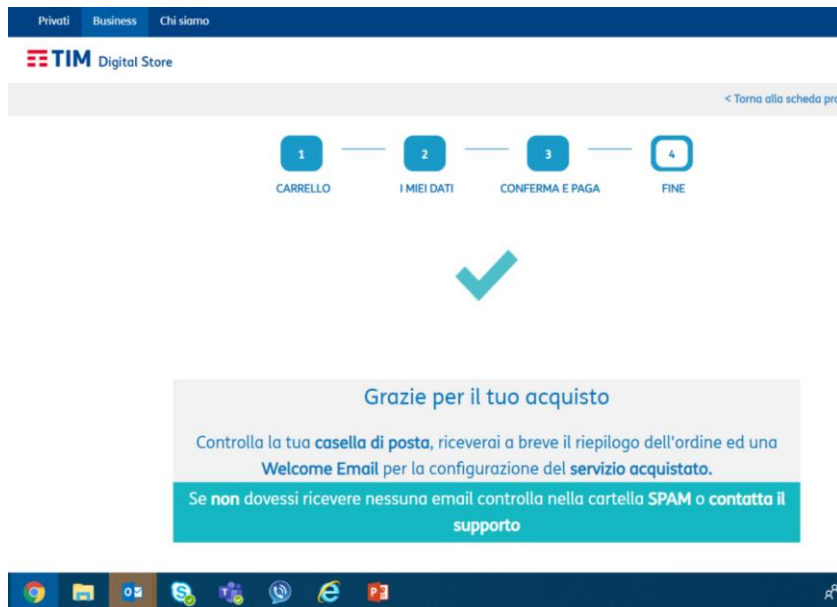 Privati Business Chi siamo
TIM Digital Store
< Torna alla scheda
1 2 3 4
CARRELLO I MIEI DATI CONFERMA E PAGA FINE
Grazie per il tuo acquisto
Controlla la tua casella di posta, riceverai a breve il riepilogo dell'ordine ed una
Welcome Email per la configurazione del servizio acquistato.
Se non dovessi ricevere nessuna email controlla nella cartella SPAM o contatta il
supporto